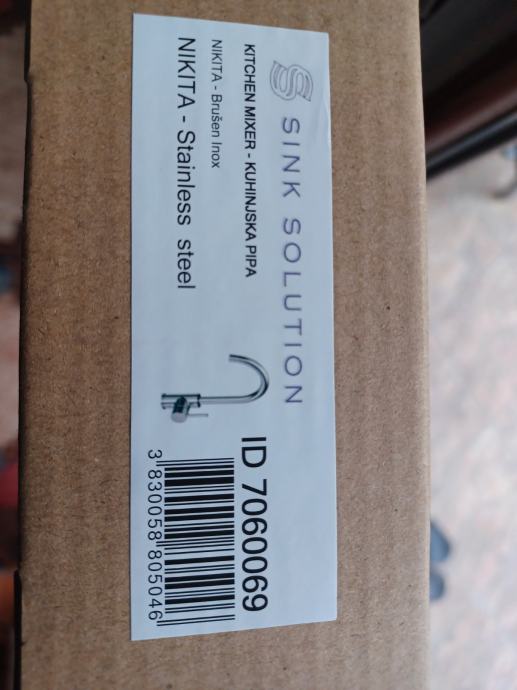 SINK SOLUTION
KITCHEN MIXER - KUHINJSKA PIPA
NIKITA - Brušen Inox
NIKITA - Stainless steel
ID 7060069
3 830058 805046